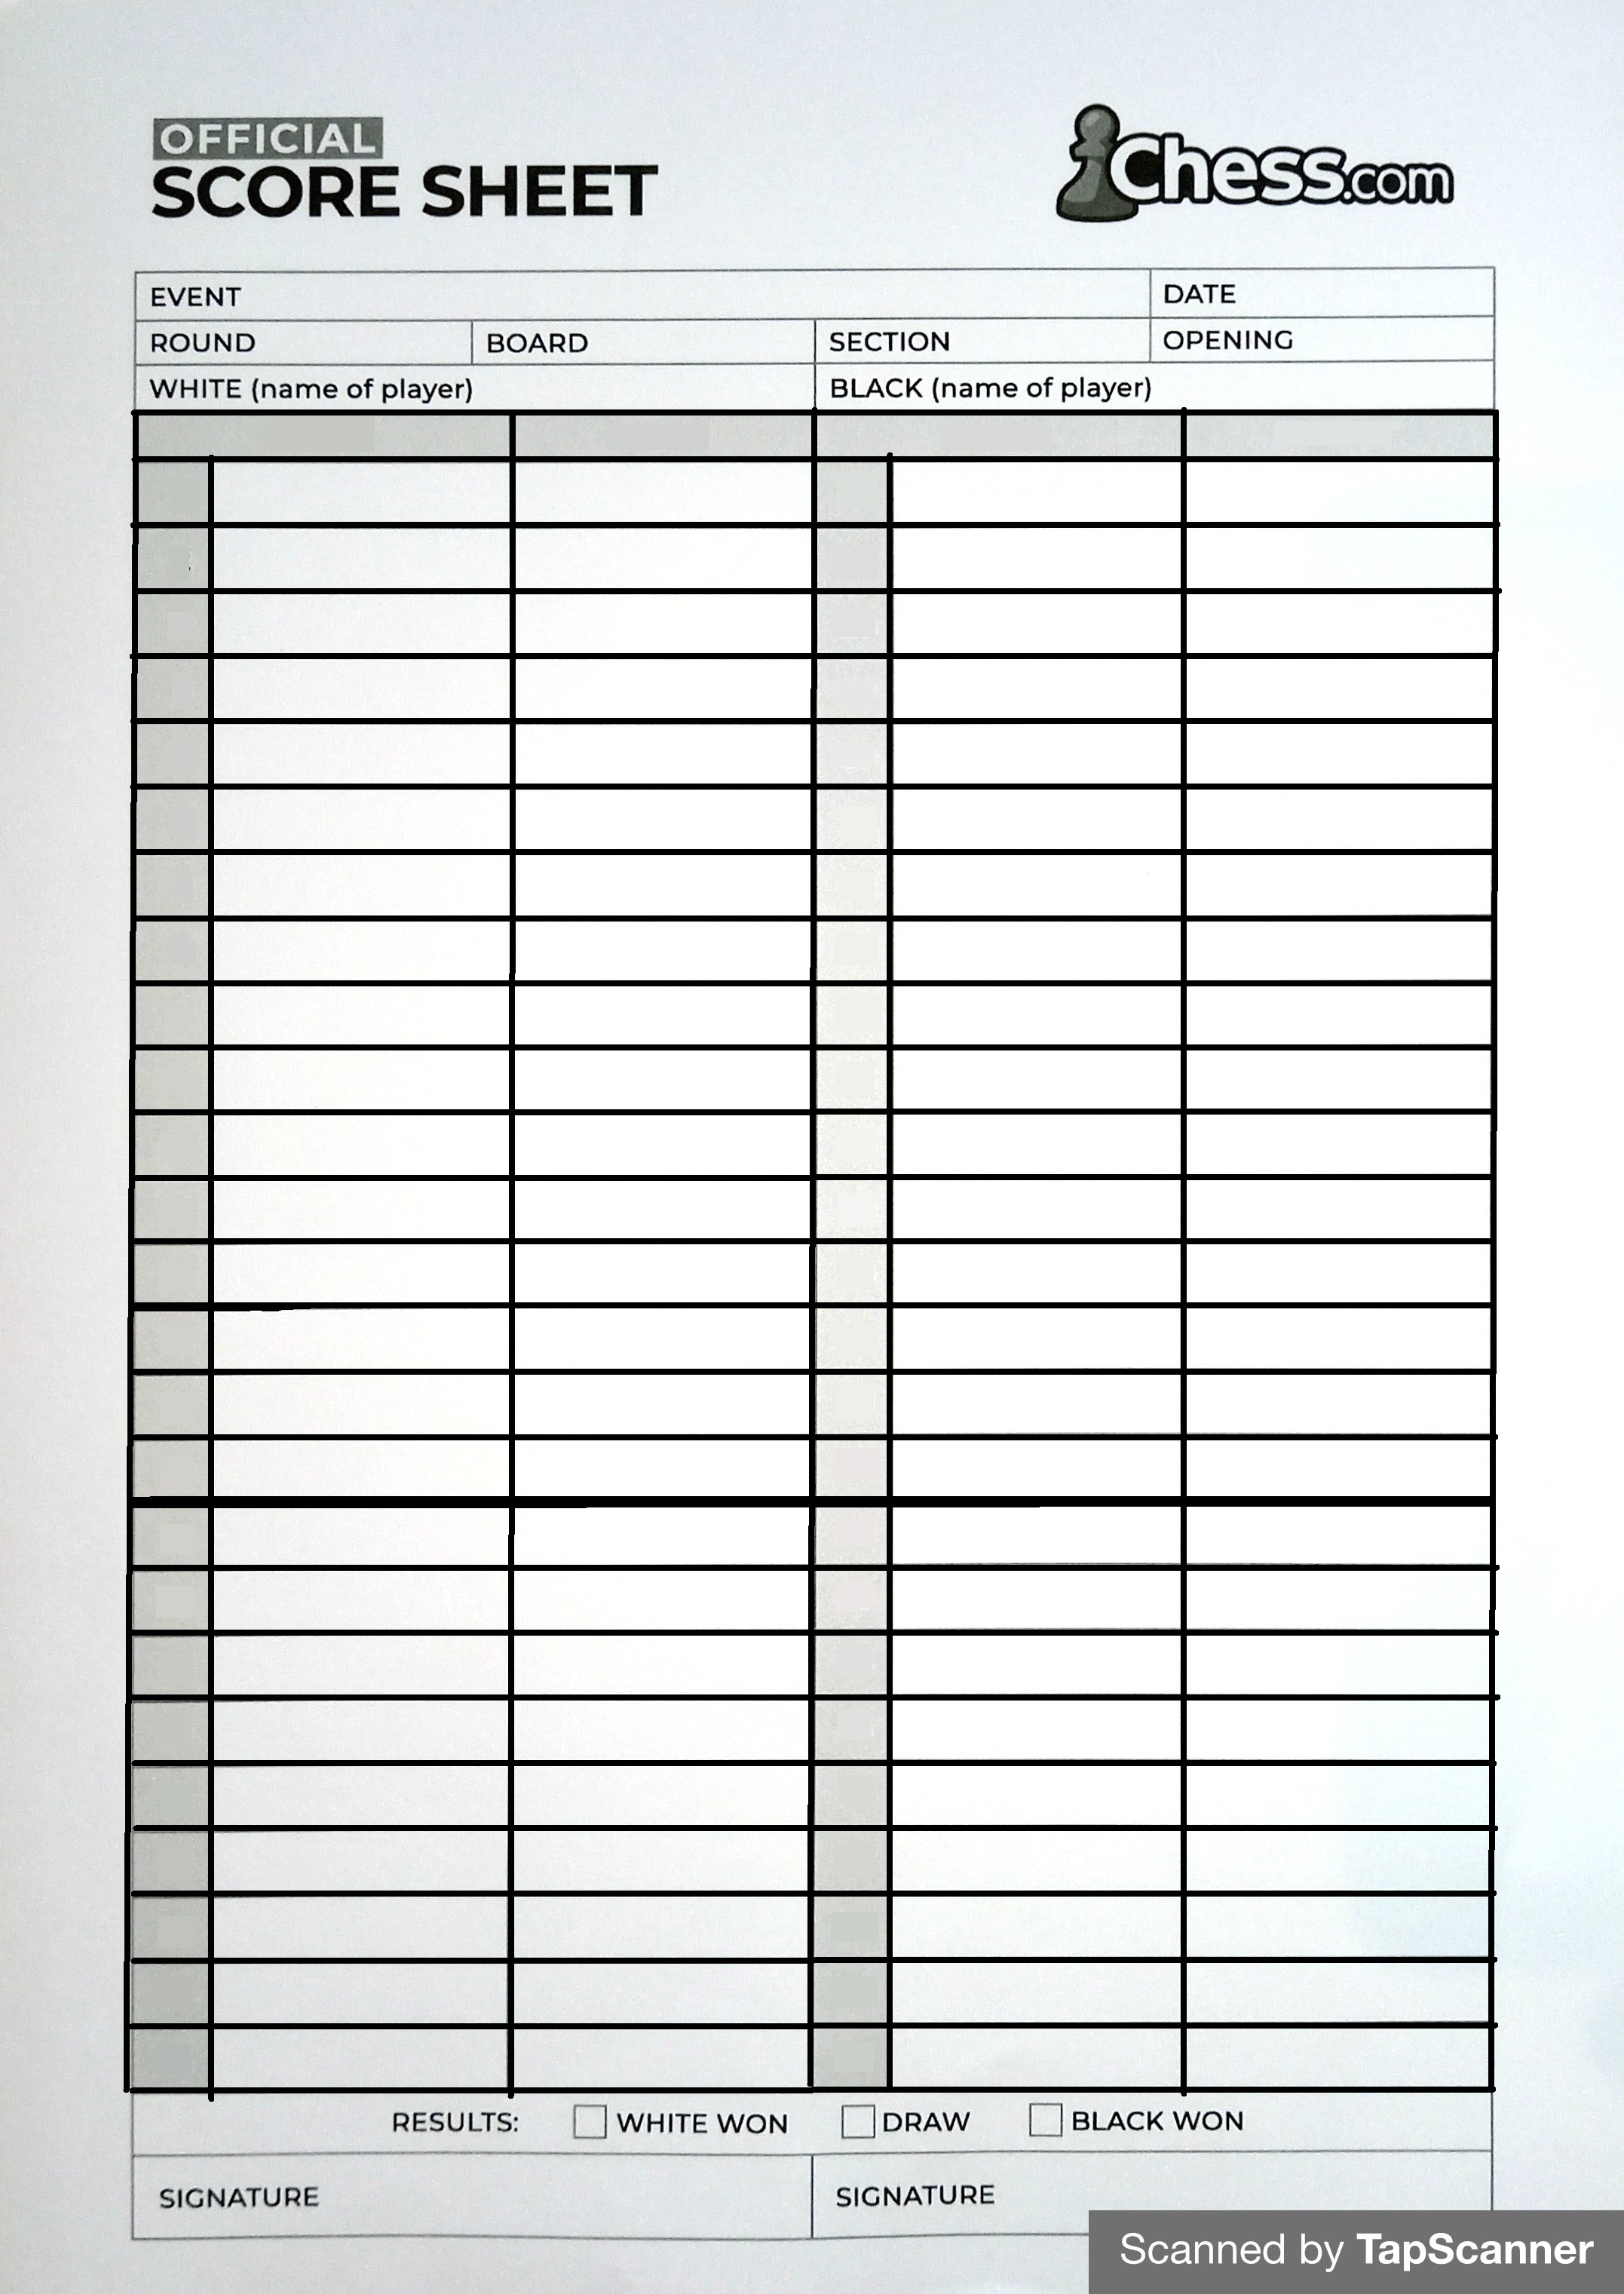 OFFICIAL
SCORE SHEET
Chess.com
EVENT DATE
ROUND BOARD SECTION OPENING
WHITE (name of player) BLACK (name of player)
RESULTS: WHITE WON DRAW BLACK WON
SIGNATURE SIGNATURE
Scanned by TapScanner